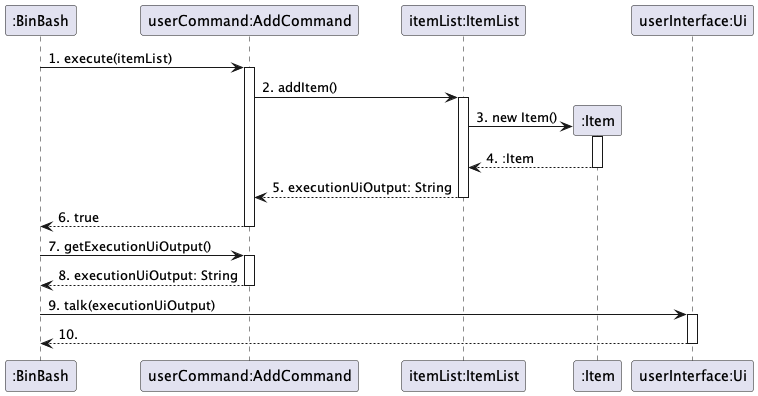 :BinBash
userCommand:AddCommand
itemList:ItemList
userInterface:Ui
1. execute(itemList)
2. addItem()
3. new Item()
:Item
4. :Item
5. executionUiOutput: String
6. true
7. getExecutionUiOutput()
8. executionUiOutput: String
9. talk(executionUiOutput)
10.
:BinBash
userCommand:AddCommand
itemList:ItemList
:Item
userInterface:Ui